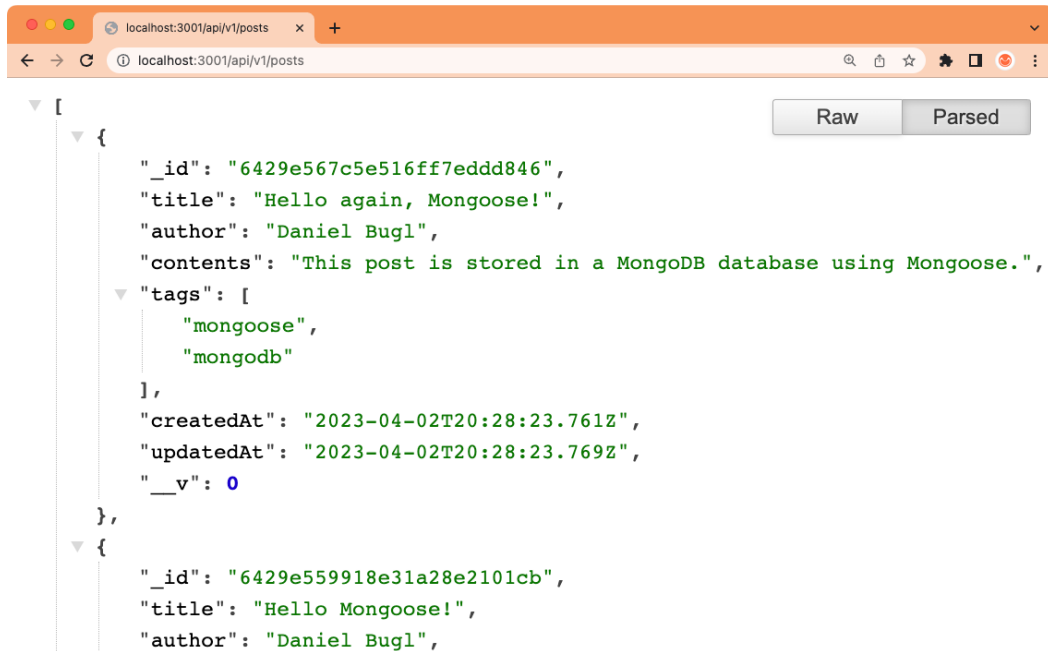 localhost:3001/api/v1/posts
localhost:3001/api/v1/posts
Raw Parsed
[
{
"_id": "6429e567c5e516ff7eddd846",
"title": "Hello again, Mongoose!",
"author": "Daniel Bugl",
"contents": "This post is stored in a MongoDB database using Mongoose.",
"tags": [
"mongoose",
"mongodb"
],
"createdAt": "2023-04-02T20:28:23.761Z",
"updatedAt": "2023-04-02T20:28:23.769Z",
"__v": 0
},
{
"_id": "6429e559918e31a28e2101cb",
"title": "Hello Mongoose!",
"author": "Daniel Bugl",